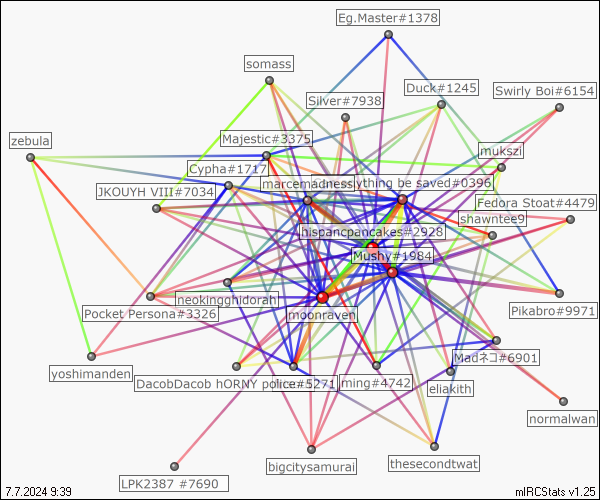 Eg.Master#1378
somass
Duck#1245
Swirly Boi#6154
Silver#7938
zebula
Majestic#3375
mukszi
Cypha#1717
marcemadness
ything be saved#0396
JKOUYH VIII#7034
Fedora Stoat#4479
shawnfee9
hispancpancakes#2928
Mushy#1984
neokingghidorah
Pocket Persona#3326
moonraven
Pikabro#9971
Madネコ#6901
yoshimanden
DacobDacob hORNY police#5271
ming#4742
eliakith
normalwan
bigcitysamurai
thesecondtwat
LPK2387 #7690
7.7.2024 9:39
mIRCStats v1.25